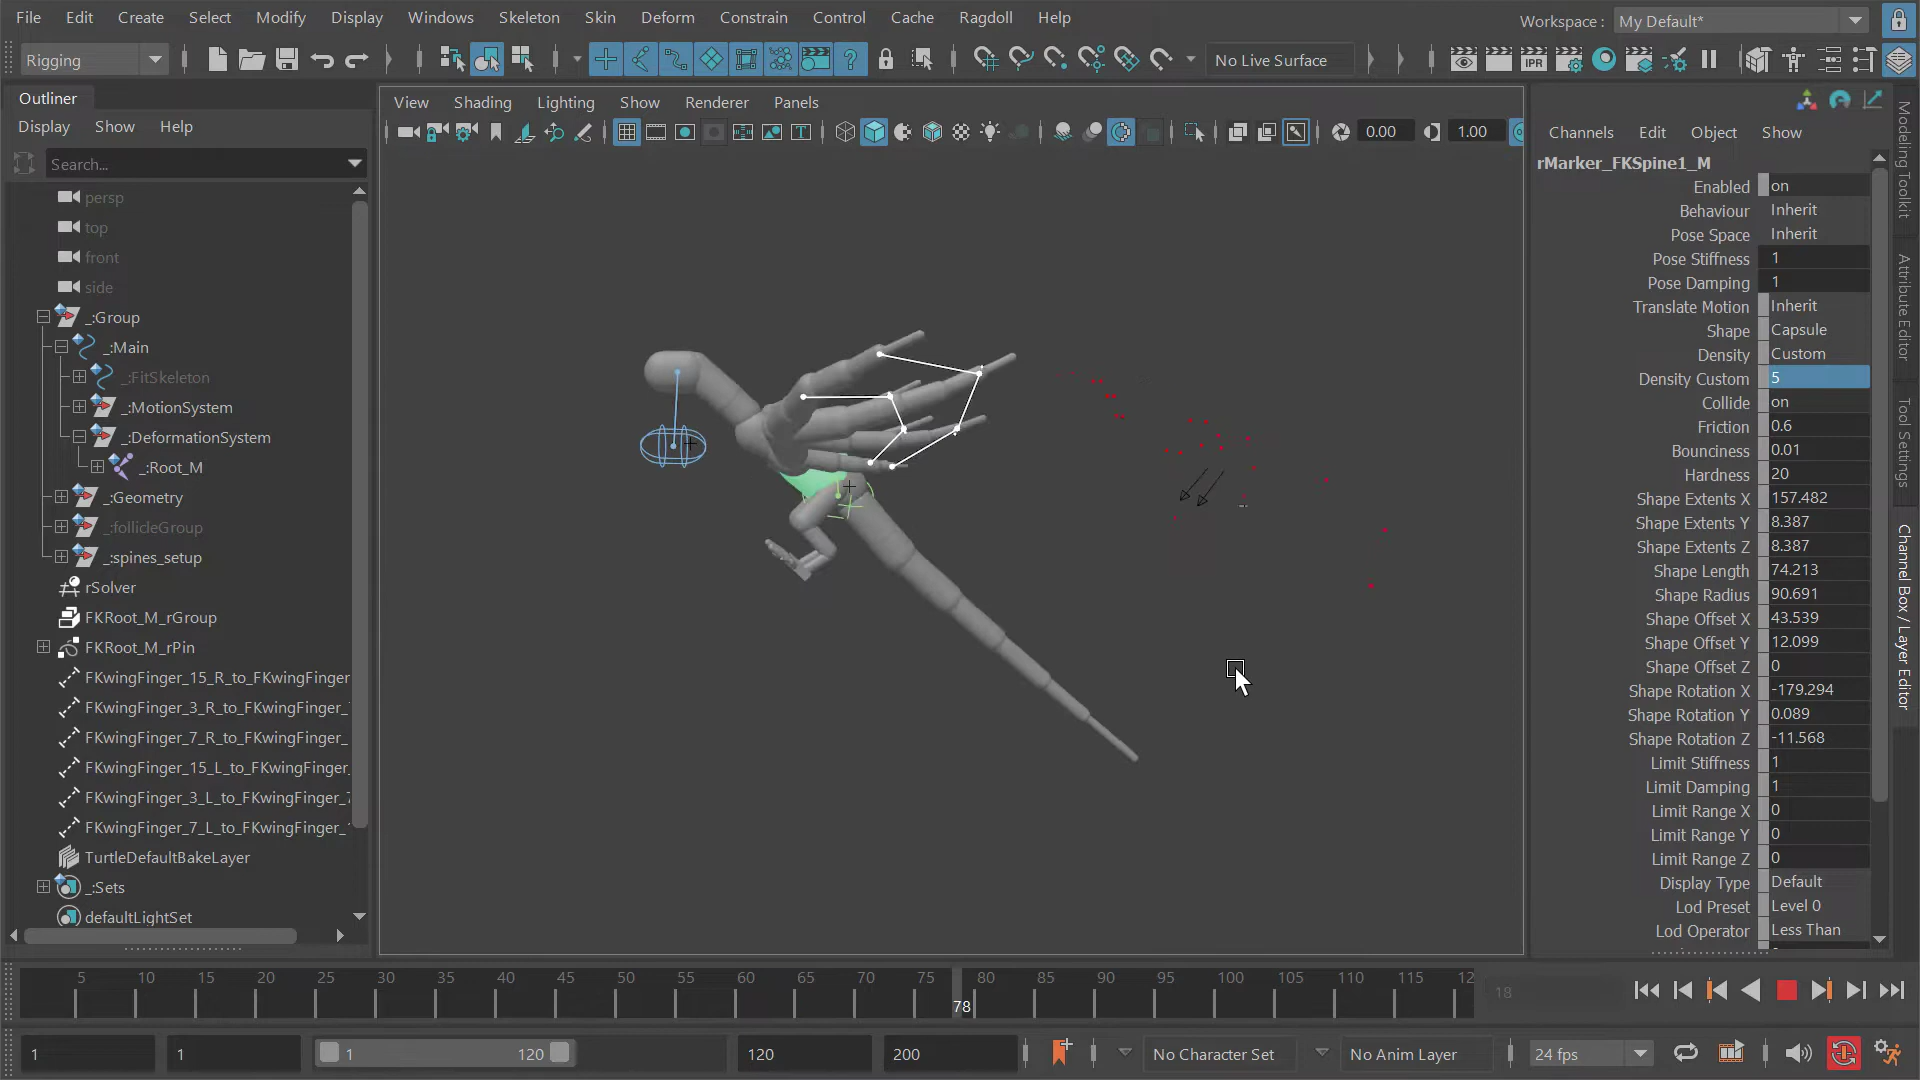 File Edit Create Select Modify Display Windows Skeleton Skin Deform Constrain Control Cache Ragdoll Help
Workspace : My Default*
Rigging
No Live Surface
IPR
Outliner
Display Show Help
Search...
persp
top
front
side
_:Group
_:Main
_:FitSkeleton
_:MotionSystem
_:DeformationSystem
_:Root_M
_:Geometry
_:follicleGroup
_:spines_setup
rSolver
FKRoot_M_rGroup
FKRoot_M_rPin
FKwingFinger_15_R_to_FKwingFinger
FKwingFinger_3_R_to_FKwingFinger_
FKwingFinger_7_R_to_FKwingFinger_
FKwingFinger_15_L_to_FKwingFinger_
FKwingFinger_3_L_to_FKwingFinger_7
FKwingFinger_7_L_to_FKwingFinger_
TurtleDefaultBakeLayer
_:Sets
defaultLightSet
View Shading Lighting Show Renderer Panels
0.00 1.00
Channels Edit Object Show
rMarker_FKSpine1_M
Enabled on
Behaviour Inherit
Pose Space Inherit
Pose Stiffness 1
Pose Damping 1
Translate Motion Inherit
Shape Capsule
Density Custom
Density Custom 5
Collide on
Friction 0.6
Bounciness 0.01
Hardness 20
Shape Extents X 157.482
Shape Extents Y 8.387
Shape Extents Z 8.387
Shape Length 74.213
Shape Radius 90.691
Shape Offset X 43.539
Shape Offset Y 12.099
Shape Offset Z 0
Shape Rotation X -179.294
Shape Rotation Y 0.089
Shape Rotation Z -11.568
Limit Stiffness 1
Limit Damping 1
Limit Range X 0
Limit Range Y 0
Limit Range Z 0
Display Type Default
Lod Preset Level 0
Lod Operator Less Than
Modeling Toolkit
Attribute Editor
Tool Settings
Channel Box / Layer Editor
5 10 15 20 25 30 35 40 45 50 55 60 65 70 75 80 85 90 95 100 105 110 115 12
78
18
1 1 1 120 120 200 No Character Set No Anim Layer 24 fps